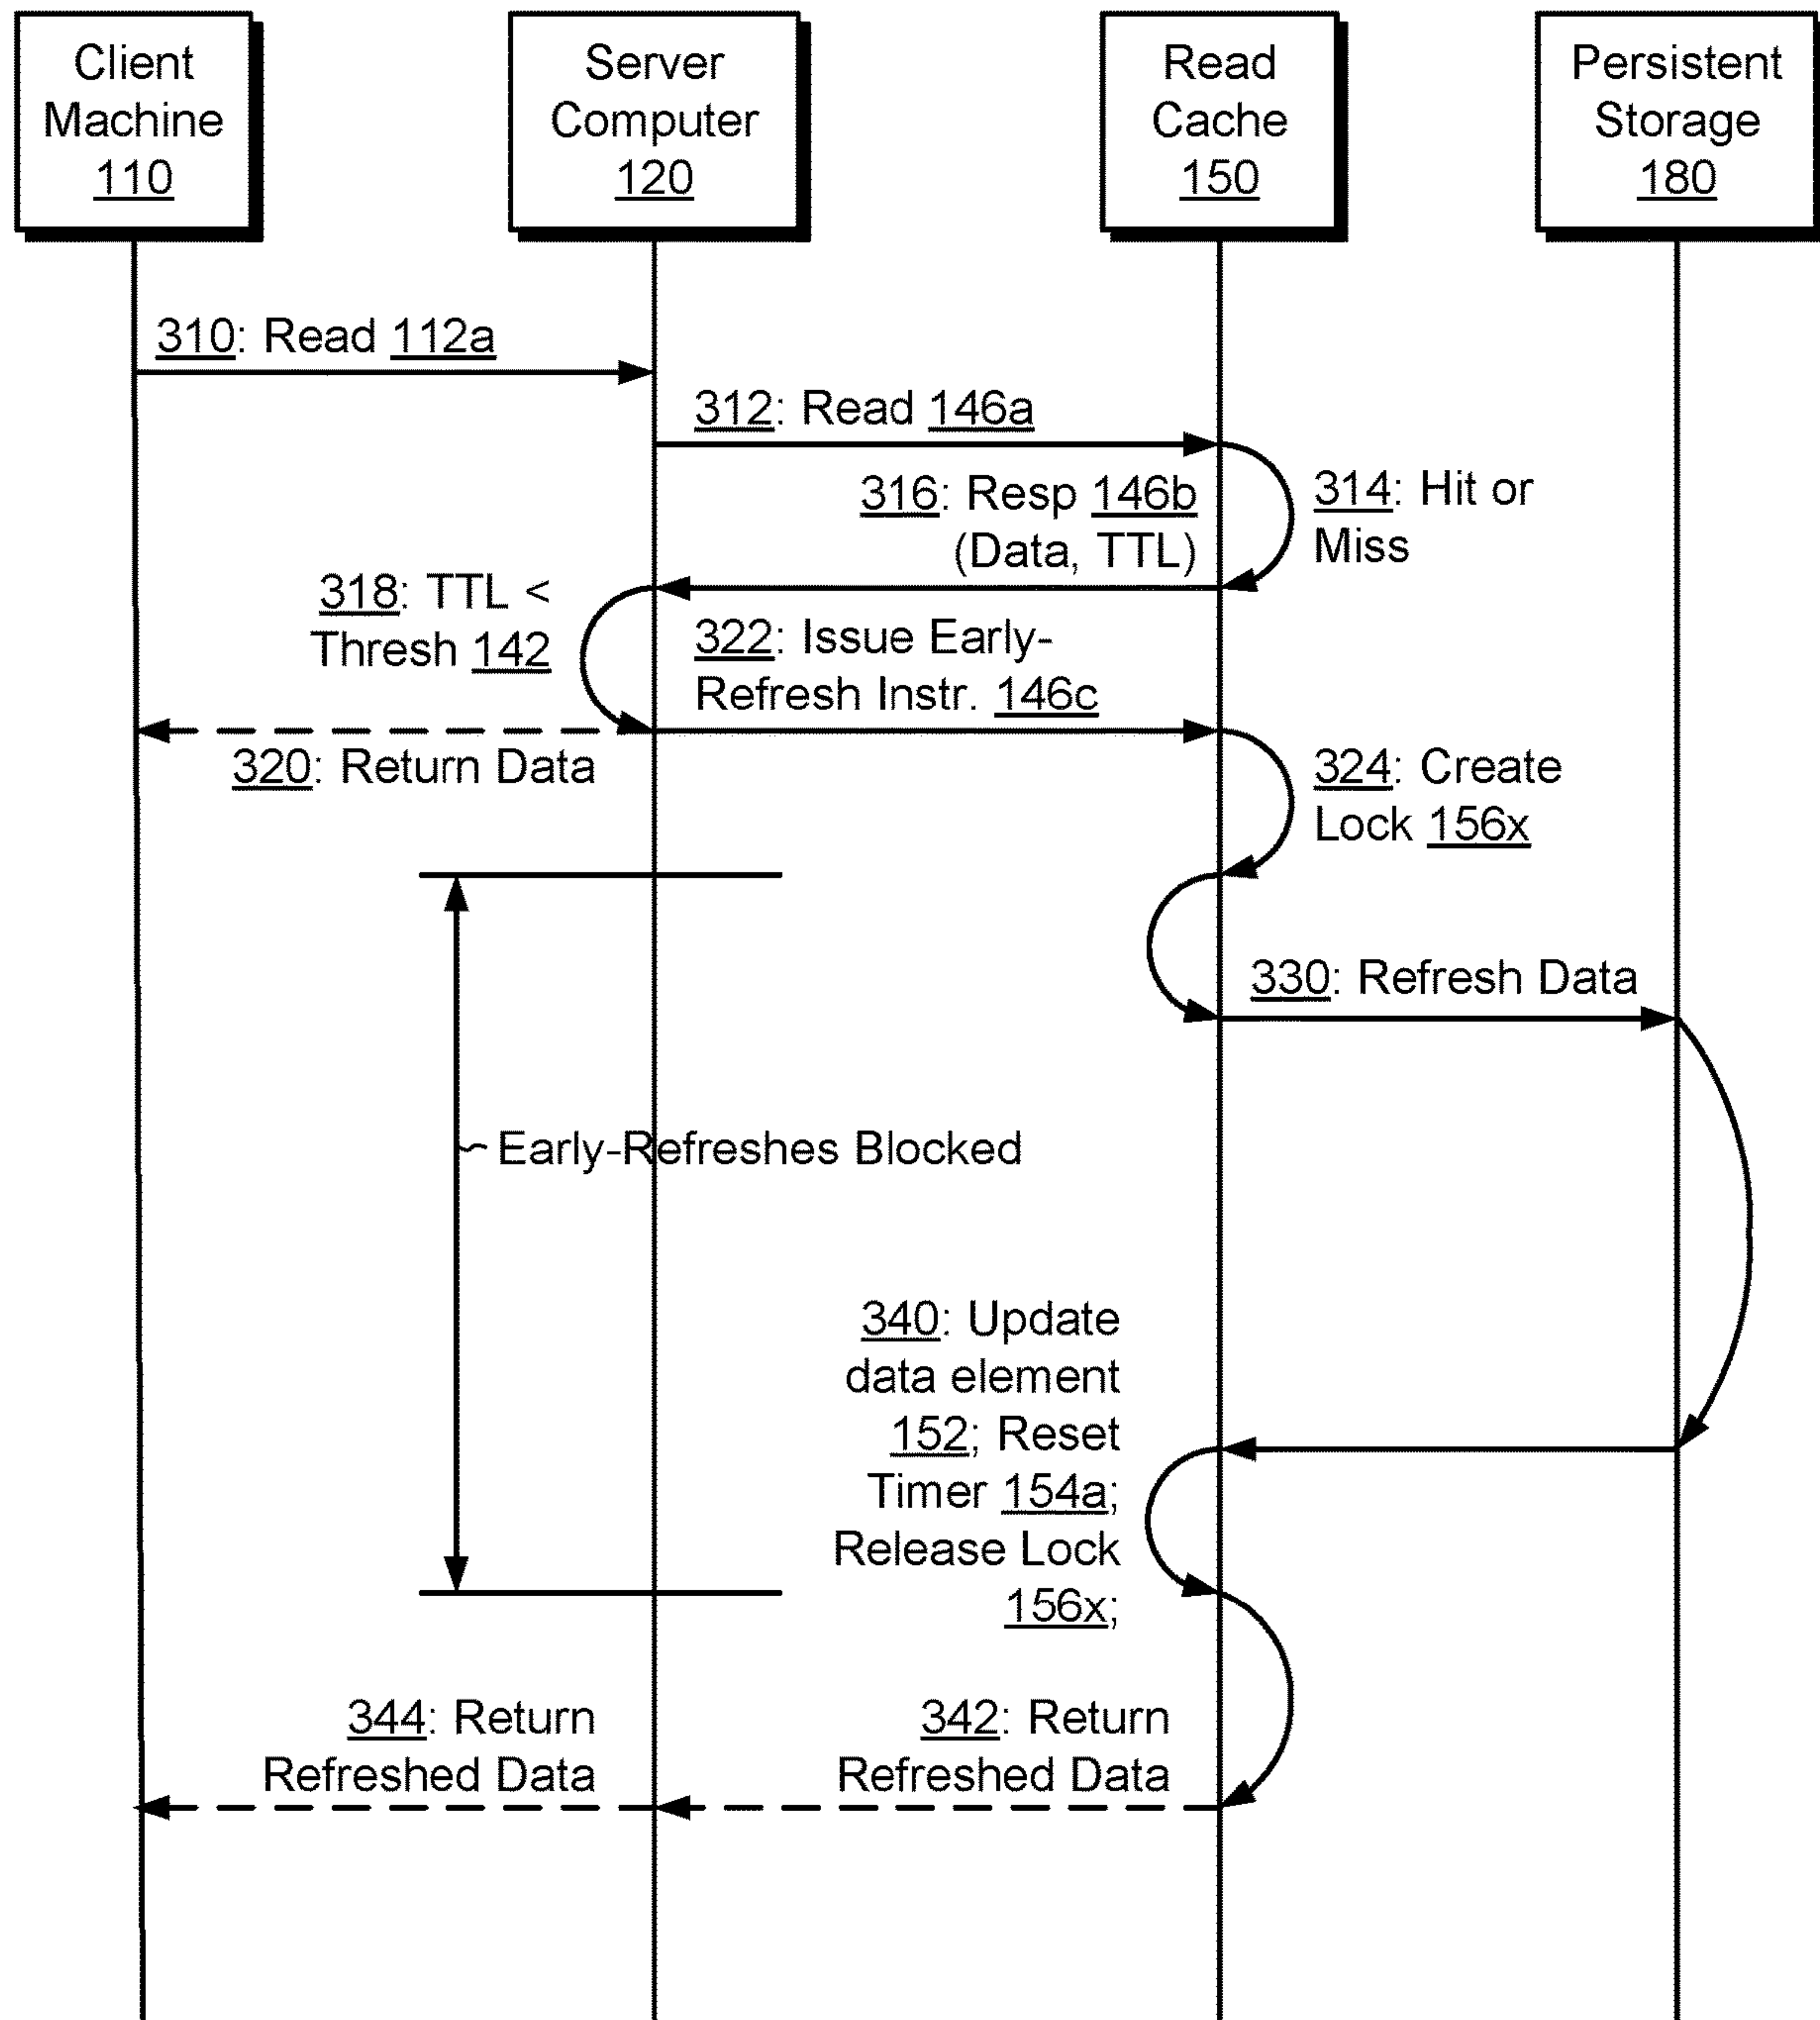 Client
Machine
110
Server
Computer
120
Read
Cache
150
Persistent
Storage
180
310: Read 112a
312: Read 146a
314: Hit or
Miss
316: Resp 146b
(Data, TTL)
318: TTL <
Thresh 142
322: Issue Early-
Refresh Instr. 146c
320: Return Data
324: Create
Lock 156x
330: Refresh Data
Early-Refreshes Blocked
340: Update
data element
152; Reset
Timer 154a;
Release Lock
156x;
344: Return
Refreshed Data
342: Return
Refreshed Data